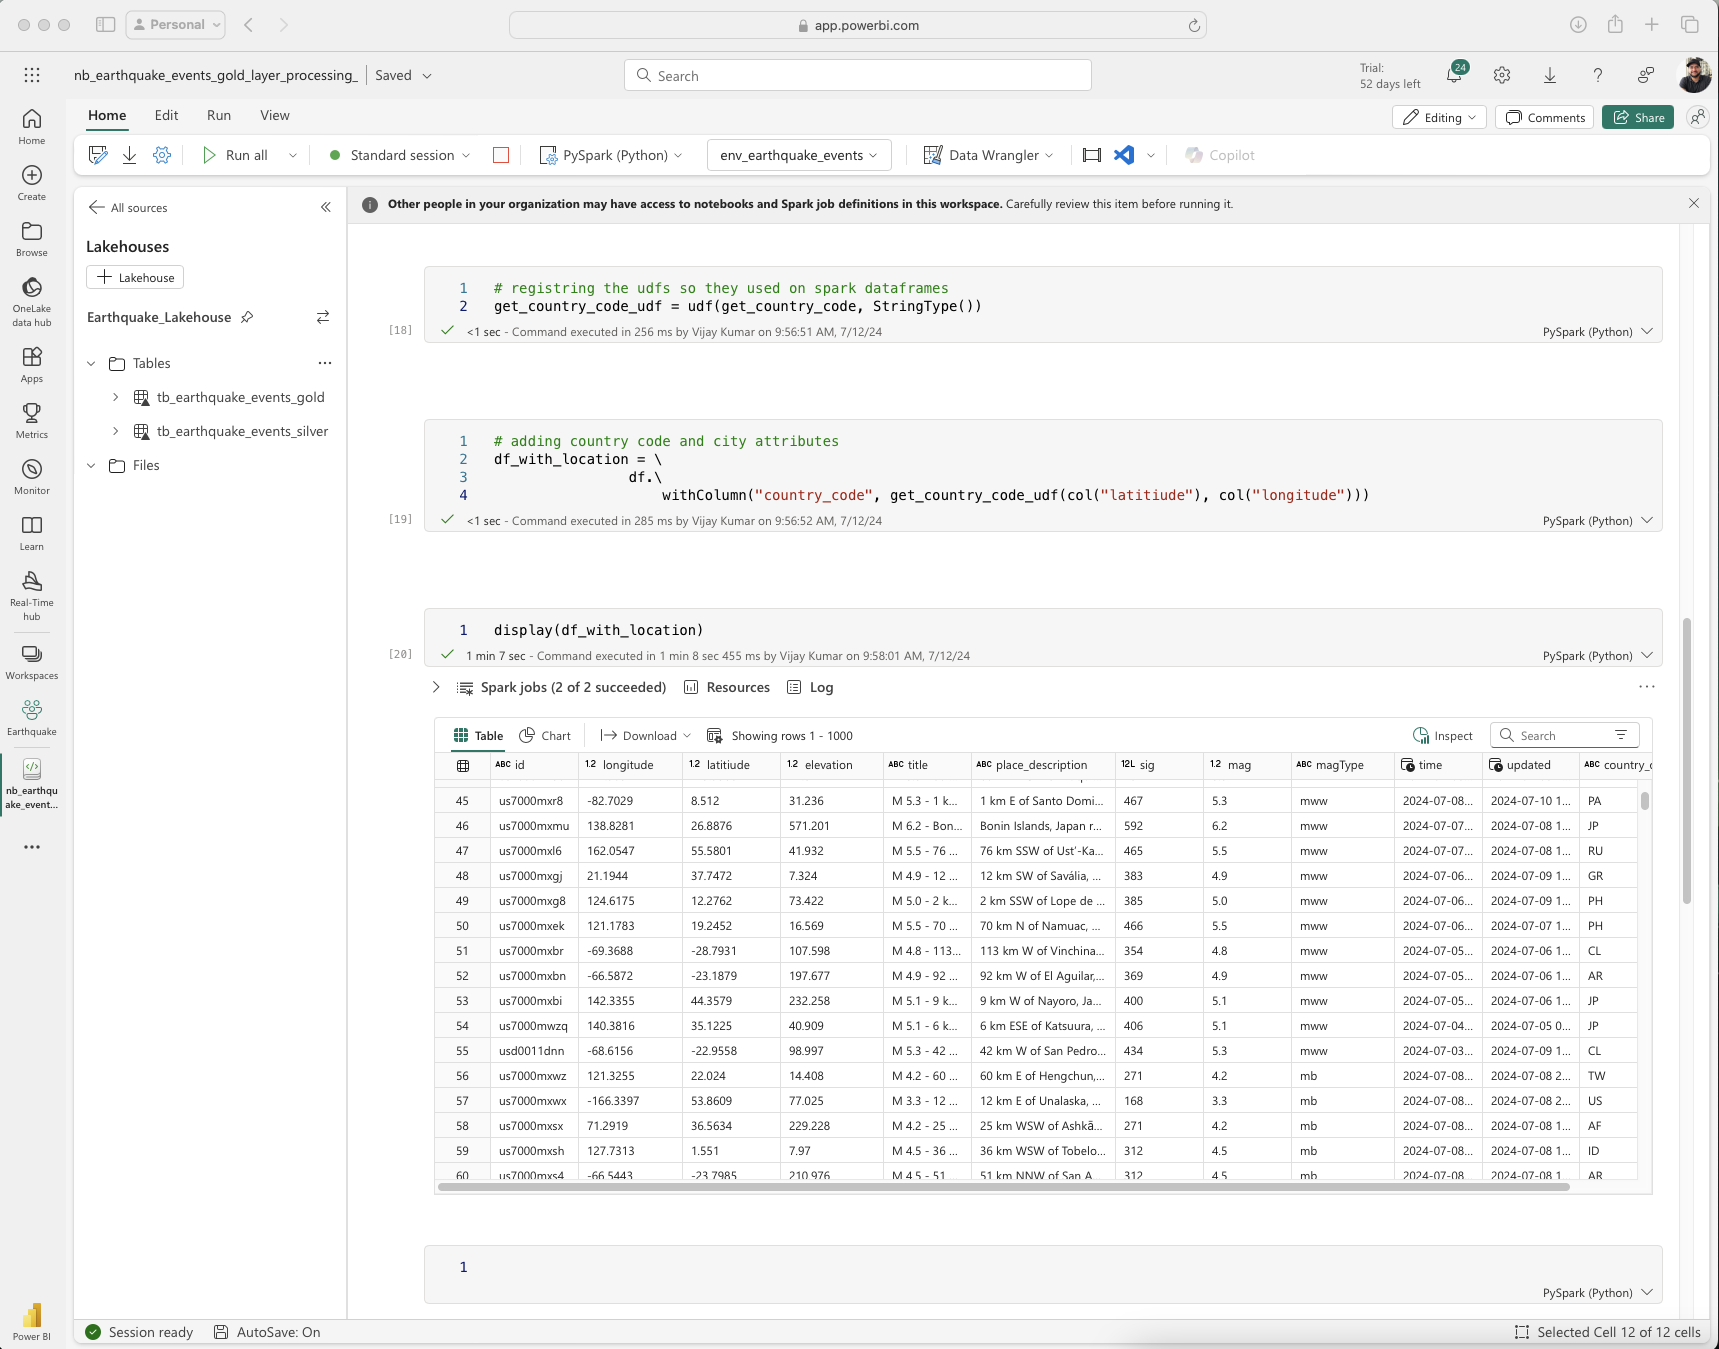 Personal
app.powerbi.com
nb_earthquake_events_gold_layer_processing_ Saved
Search
Trial:
52 days left
24
Home Edit Run View
Editing Comments Share
Run all Standard session PySpark (Python) env_earthquake_events Data Wrangler Copilot
Home
Create
Browse
OneLake
data hub
Apps
Metrics
Monitor
Learn
Real-Time
hub
Workspaces
Earthquake
nb_earthqu
ake_event...
Power BI
All sources
Lakehouses
Lakehouse
Earthquake_Lakehouse
Tables
tb_earthquake_events_gold
tb_earthquake_events_silver
Files
Other people in your organization may have access to notebooks and Spark job definitions in this workspace. Carefully review this item before running it.
1 # registring the udfs so they used on spark dataframes
2 get_country_code_udf = udf(get_country_code, StringType())
[18] <1 sec - Command executed in 256 ms by Vijay Kumar on 9:56:51 AM, 7/12/24 PySpark (Python)
1 # adding country code and city attributes
2 df_with_location = \
3 df.\
4 withColumn("country_code", get_country_code_udf(col("latitiude"), col("longitude")))
[19] <1 sec - Command executed in 285 ms by Vijay Kumar on 9:56:52 AM, 7/12/24 PySpark (Python)
1 display(df_with_location)
[20] 1 min 7 sec - Command executed in 1 min 8 sec 455 ms by Vijay Kumar on 9:58:01 AM, 7/12/24 PySpark (Python)
Spark jobs (2 of 2 succeeded) Resources Log
Table Chart Download Showing rows 1 - 1000 Inspect Search
ABC id 1.2 longitude 1.2 latitiude 1.2 elevation ABC title ABC place_description 12L sig 1.2 mag ABC magType time updated ABC country_c
45 us7000mxr8 -82.7029 8.512 31.236 M 5.3 - 1 k... 1 km E of Santo Domi... 467 5.3 mww 2024-07-08... 2024-07-10 1... PA
46 us7000mxmu 138.8281 26.8876 571.201 M 6.2 - Bon... Bonin Islands, Japan r... 592 6.2 mww 2024-07-07... 2024-07-08 1... JP
47 us7000mxl6 162.0547 55.5801 41.932 M 5.5 - 76 ... 76 km SSW of Ust’-Ka... 465 5.5 mww 2024-07-07... 2024-07-08 1... RU
48 us7000mxgj 21.1944 37.7472 7.324 M 4.9 - 12 ... 12 km SW of Savália, ... 383 4.9 mww 2024-07-06... 2024-07-09 1... GR
49 us7000mxg8 124.6175 12.2762 73.422 M 5.0 - 2 k... 2 km SSW of Lope de ... 385 5.0 mww 2024-07-06... 2024-07-09 1... PH
50 us7000mxek 121.1783 19.2452 16.569 M 5.5 - 70 ... 70 km N of Namuac, ... 466 5.5 mww 2024-07-06... 2024-07-07 1... PH
51 us7000mxbr -69.3688 -28.7931 107.598 M 4.8 - 113... 113 km W of Vinchina... 354 4.8 mww 2024-07-05... 2024-07-06 1... CL
52 us7000mxbn -66.5872 -23.1879 197.677 M 4.9 - 92 ... 92 km W of El Aguilar,... 369 4.9 mww 2024-07-05... 2024-07-06 1... AR
53 us7000mxbi 142.3355 44.3579 232.258 M 5.1 - 9 k... 9 km W of Nayoro, Ja... 400 5.1 mww 2024-07-05... 2024-07-06 1... JP
54 us7000mwzq 140.3816 35.1225 40.909 M 5.1 - 6 k... 6 km ESE of Katsuura, ... 406 5.1 mww 2024-07-04... 2024-07-05 0... JP
55 usd0011dnn -68.6156 -22.9558 98.997 M 5.3 - 42 ... 42 km W of San Pedro... 434 5.3 mww 2024-07-03... 2024-07-09 1... CL
56 us7000mxwz 121.3255 22.024 14.408 M 4.2 - 60 ... 60 km E of Hengchun,... 271 4.2 mb 2024-07-08... 2024-07-08 2... TW
57 us7000mxwx -166.3397 53.8609 77.025 M 3.3 - 12 ... 12 km E of Unalaska, ... 168 3.3 mb 2024-07-08... 2024-07-08 2... US
58 us7000mxsx 71.2919 36.5634 229.228 M 4.2 - 25 ... 25 km WSW of Ashkā... 271 4.2 mb 2024-07-08... 2024-07-08 1... AF
59 us7000mxsh 127.7313 1.551 7.97 M 4.5 - 36 ... 36 km WSW of Tobelo... 312 4.5 mb 2024-07-08... 2024-07-08 1... ID
60 us7000mxs4 -66.5443 -23.7985 210.976 M 4.5 - 51 51 km NNW of San A... 312 4.5 mb 2024-07-08... 2024-07-08 1... AR
1
PySpark (Python)
Session ready AutoSave: On Selected Cell 12 of 12 cells